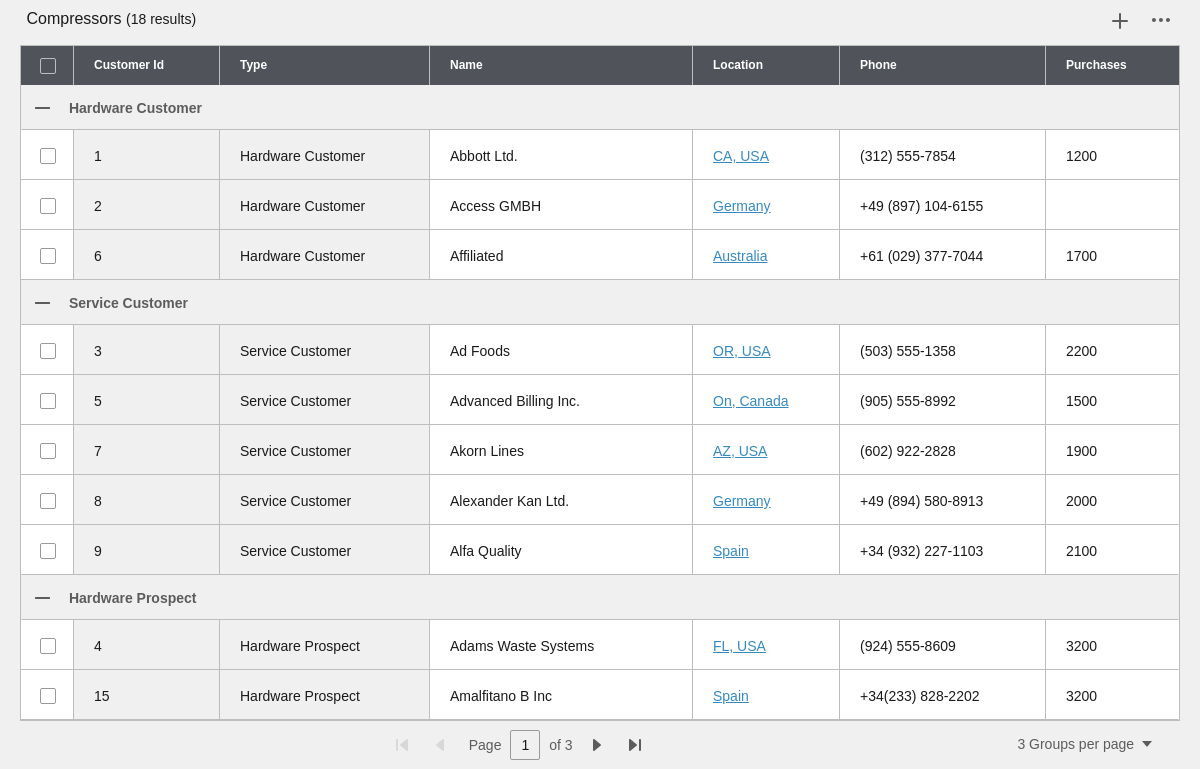 Compressors (18 results)
Customer Id Type Name Location Phone Purchases
Hardware Customer
1 Hardware Customer Abbott Ltd. CA, USA (312) 555-7854 1200
2 Hardware Customer Access GMBH Germany +49 (897) 104-6155
6 Hardware Customer Affiliated Australia +61 (029) 377-7044 1700
Service Customer
3 Service Customer Ad Foods OR, USA (503) 555-1358 2200
5 Service Customer Advanced Billing Inc. On, Canada (905) 555-8992 1500
7 Service Customer Akorn Lines AZ, USA (602) 922-2828 1900
8 Service Customer Alexander Kan Ltd. Germany +49 (894) 580-8913 2000
9 Service Customer Alfa Quality Spain +34 (932) 227-1103 2100
Hardware Prospect
4 Hardware Prospect Adams Waste Systems FL, USA (924) 555-8609 3200
15 Hardware Prospect Amalfitano B Inc Spain +34(233) 828-2202 3200
Page 1 of 3 3 Groups per page